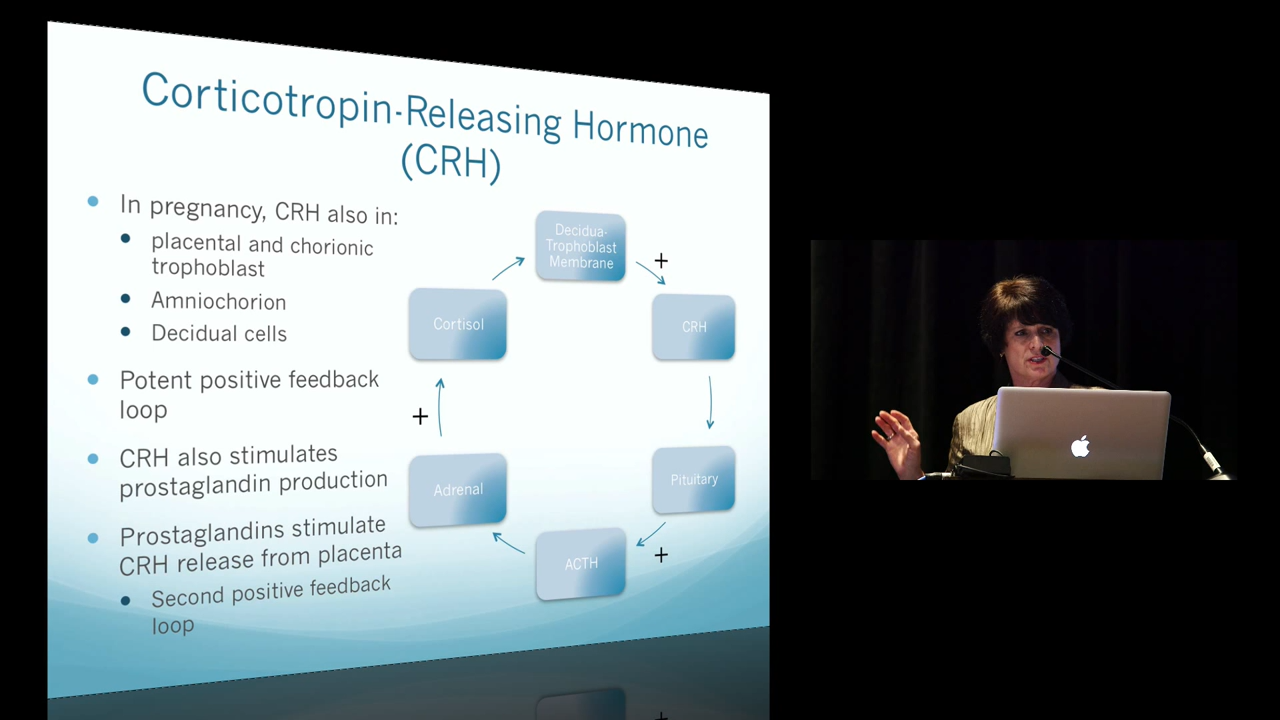 Corticotropin-Releasing Hormone
(CRH)
In pregnancy, CRH also in:
placental and chorionic
trophoblast
Amniochorion
Decidual cells
Potent positive feedback
loop
CRH also stimulates
prostaglandin production
Prostaglandins stimulate
CRH release from placenta
Second positive feedback
loop
Decidua-
Trophoblast
Membrane
+
CRH
Pituitary
+
ACTH
Adrenal
+
Cortisol